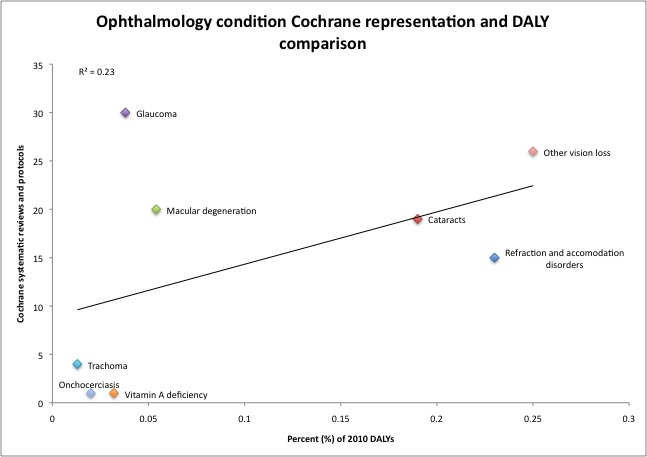 Ophthalmology condition Cochrane representation and DALY
comparison
R² = 0.23
35
30
25
20
15
10
5
0
Cochrane systematic reviews and protocols
Glaucoma
Other vision loss
Macular degeneration
Cataracts
Refraction and accomodation
disorders
Trachoma
Onchocerciasis
Vitamin A deficiency
0 0.05 0.1 0.15 0.2 0.25 0.3
Percent (%) of 2010 DALYs